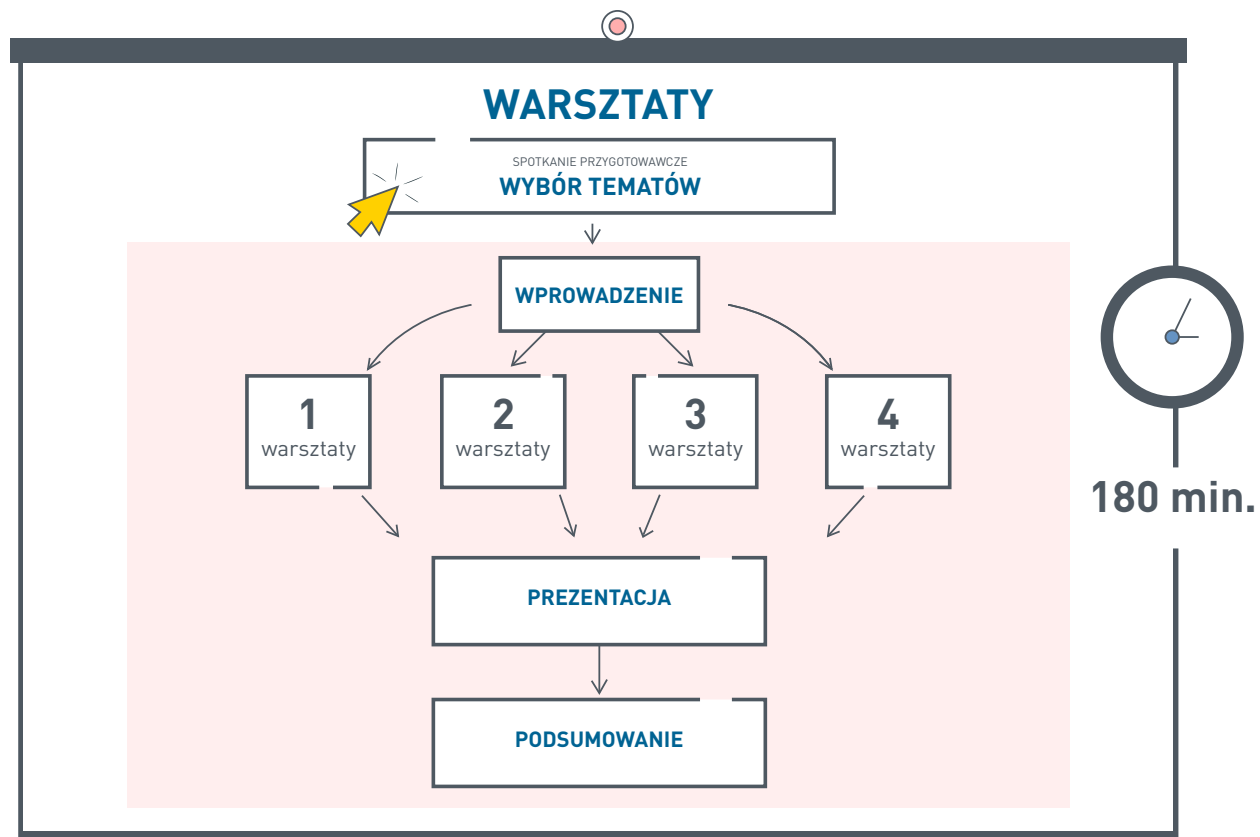 WARSZTATY
SPOTKANIE PRZYGOTOWAWCZE
WYBÓR TEMATÓW
WPROWADZENIE
1
warsztaty
2
warsztaty
3
warsztaty
4
warsztaty
180 min.
PREZENTACJA
PODSUMOWANIE